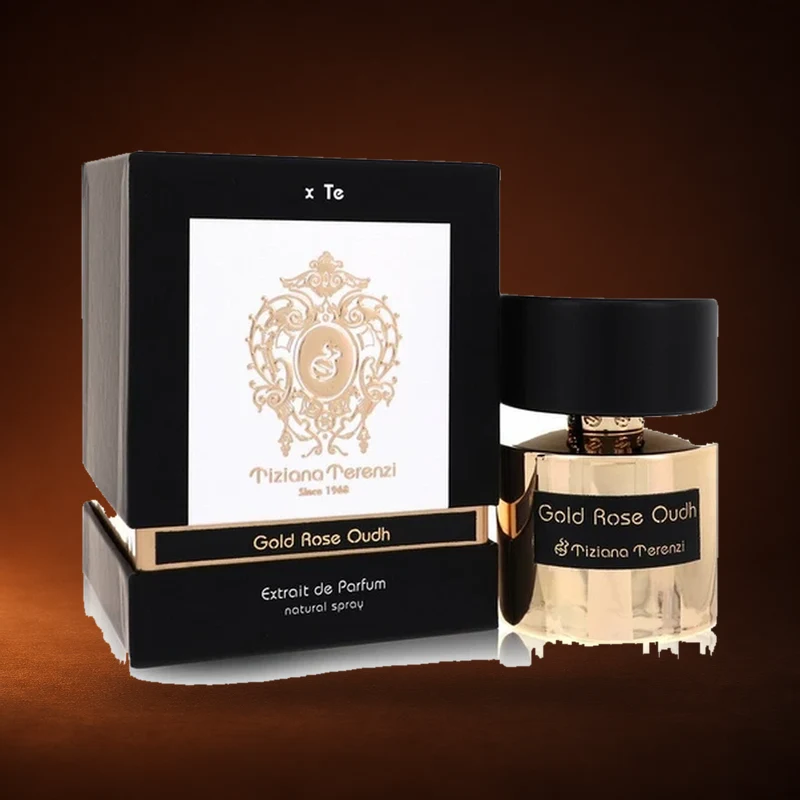 x Te
Tiziana Terenzi
Since 1968
Gold Rose Oudh
Extrait de Parfum
natural spray
Gold Rose Oudh
Tiziana Terenzi